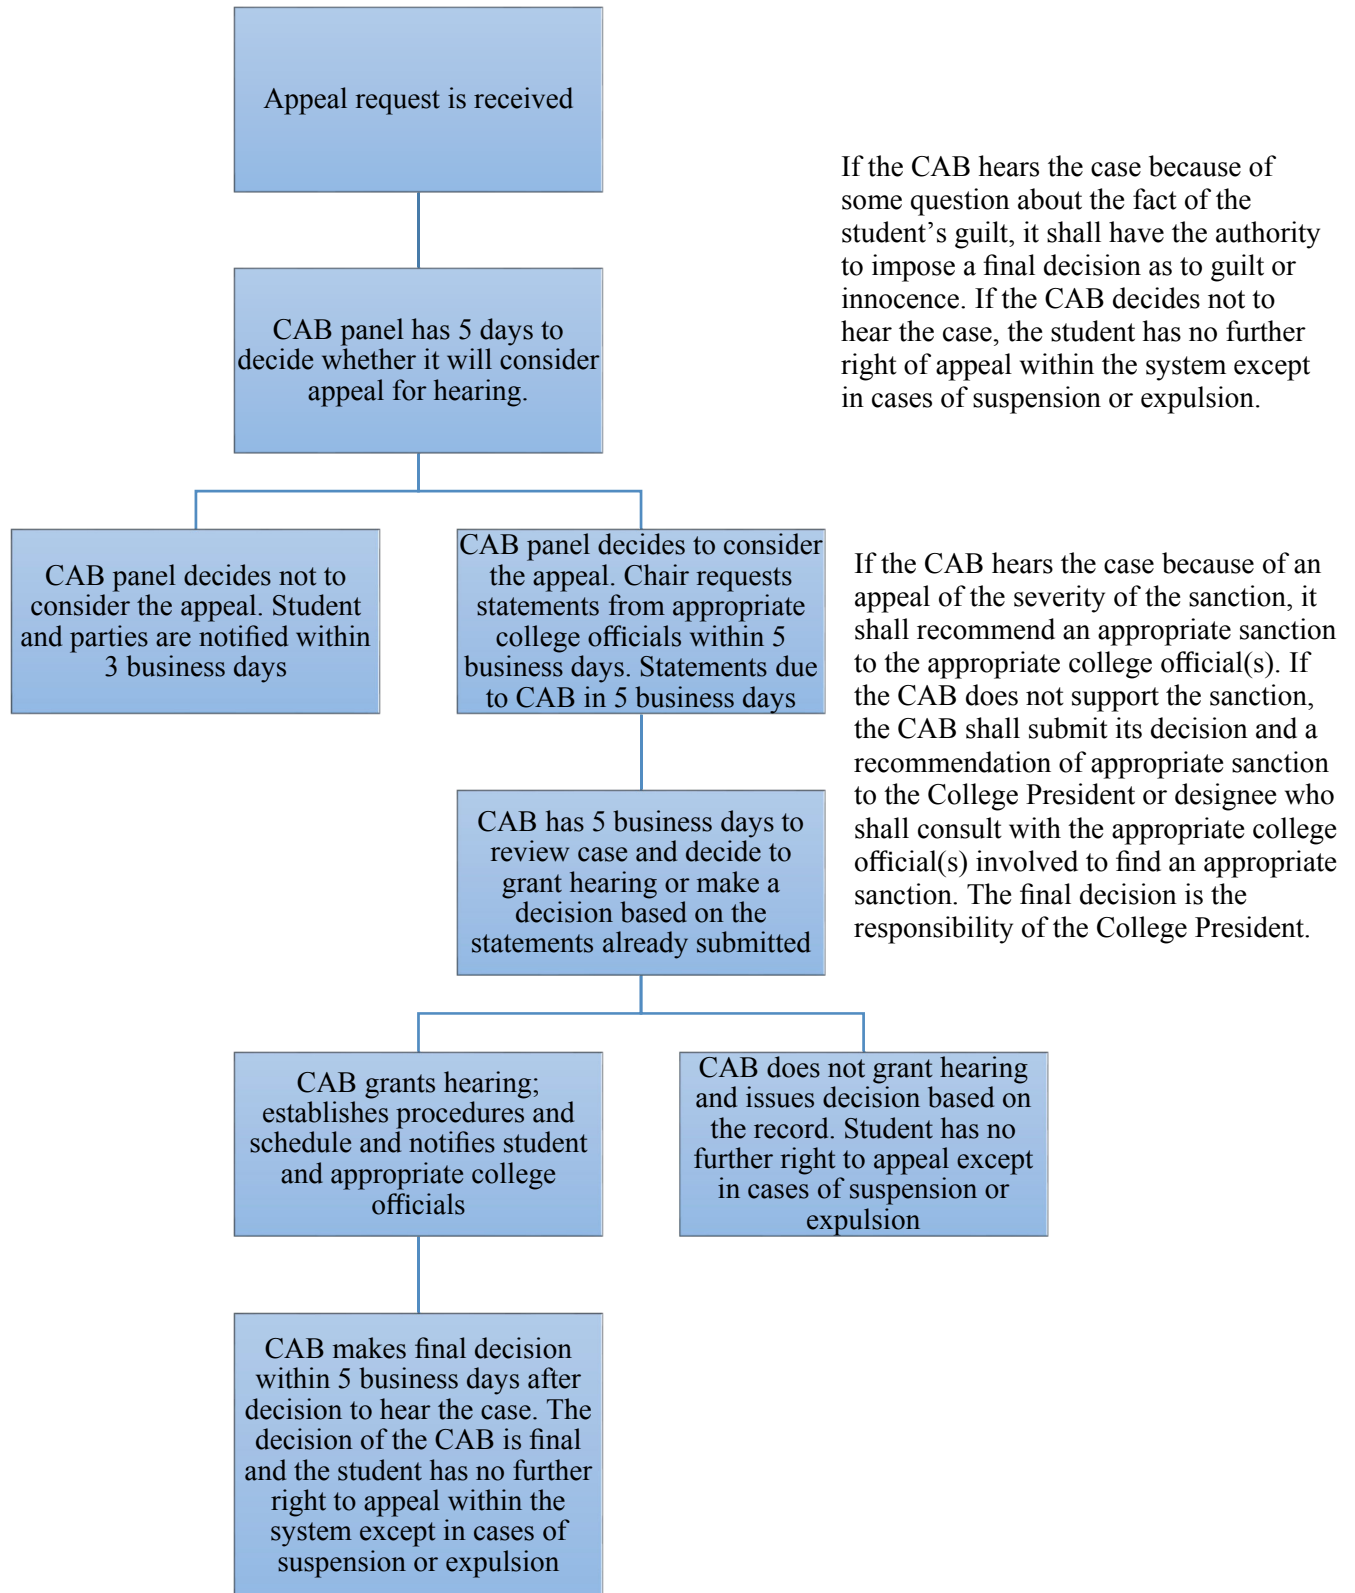 Appeal request is received
If the CAB hears the case because of
some question about the fact of the
student’s guilt, it shall have the authority
to impose a final decision as to guilt or
innocence. If the CAB decides not to
hear the case, the student has no further
right of appeal within the system except
in cases of suspension or expulsion.
CAB panel has 5 days to
decide whether it will consider
appeal for hearing.
CAB panel decides not to
consider the appeal. Student
and parties are notified within
3 business days
CAB panel decides to consider
the appeal. Chair requests
statements from appropriate
college officials within 5
business days. Statements due
to CAB in 5 business days
If the CAB hears the case because of an
appeal of the severity of the sanction, it
shall recommend an appropriate sanction
to the appropriate college official(s). If
the CAB does not support the sanction,
the CAB shall submit its decision and a
recommendation of appropriate sanction
to the College President or designee who
shall consult with the appropriate college
official(s) involved to find an appropriate
sanction. The final decision is the
responsibility of the College President.
CAB has 5 business days to
review case and decide to
grant hearing or make a
decision based on the
statements already submitted
CAB grants hearing;
establishes procedures and
schedule and notifies student
and appropriate college
officials
CAB does not grant hearing
and issues decision based on
the record. Student has no
further right to appeal except
in cases of suspension or
expulsion
CAB makes final decision
within 5 business days after
decision to hear the case. The
decision of the CAB is final
and the student has no further
right to appeal within the
system except in cases of
suspension or expulsion